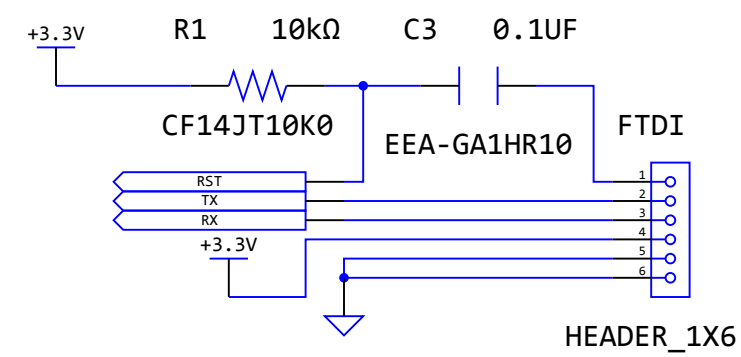 +3.3V
R1 10kΩ C3 0.1UF
CF14JT10K0
EEA-GA1HR10
FTDI
RST
TX
RX
+3.3V
1
2
3
4
5
6
HEADER_1X6